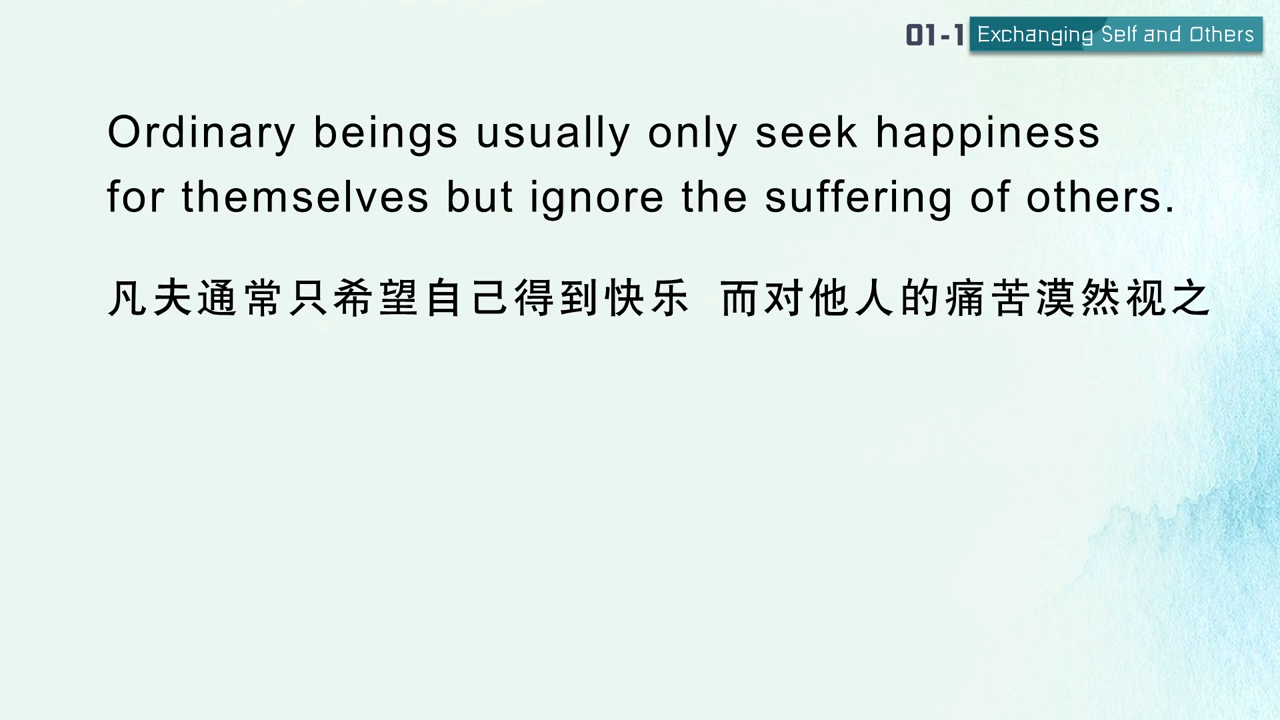 01-1 Exchanging Self and Others
Ordinary beings usually only seek happiness
for themselves but ignore the suffering of others.
凡夫通常只希望自己得到快乐 而对他人的痛苦漠然视之